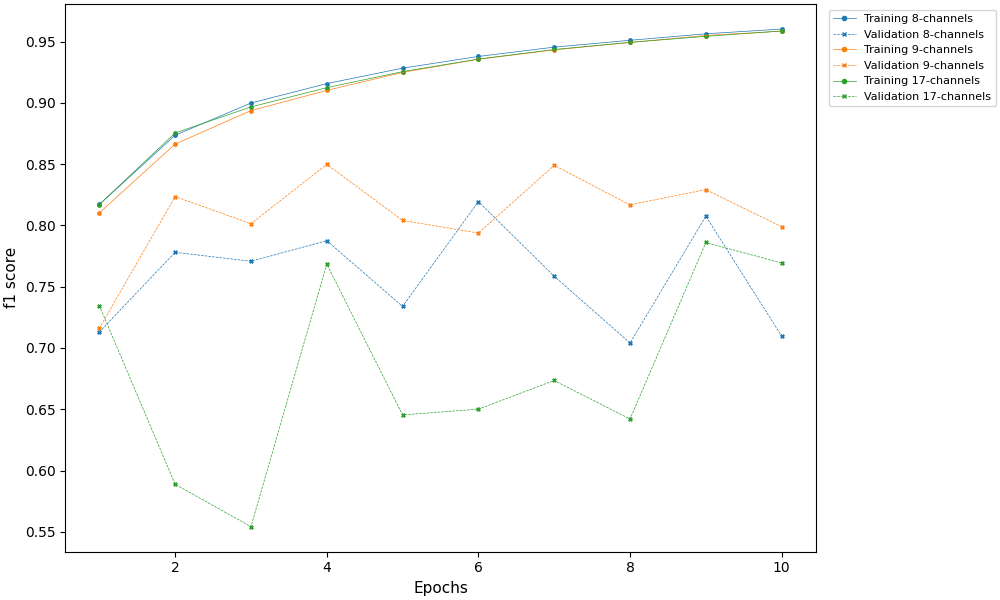 0.95
0.90
0.85
0.80
0.75
0.70
0.65
0.60
0.55
f1 score
2
4
6
8
10
Epochs
Training 8-channels
Validation 8-channels
Training 9-channels
Validation 9-channels
Training 17-channels
Validation 17-channels